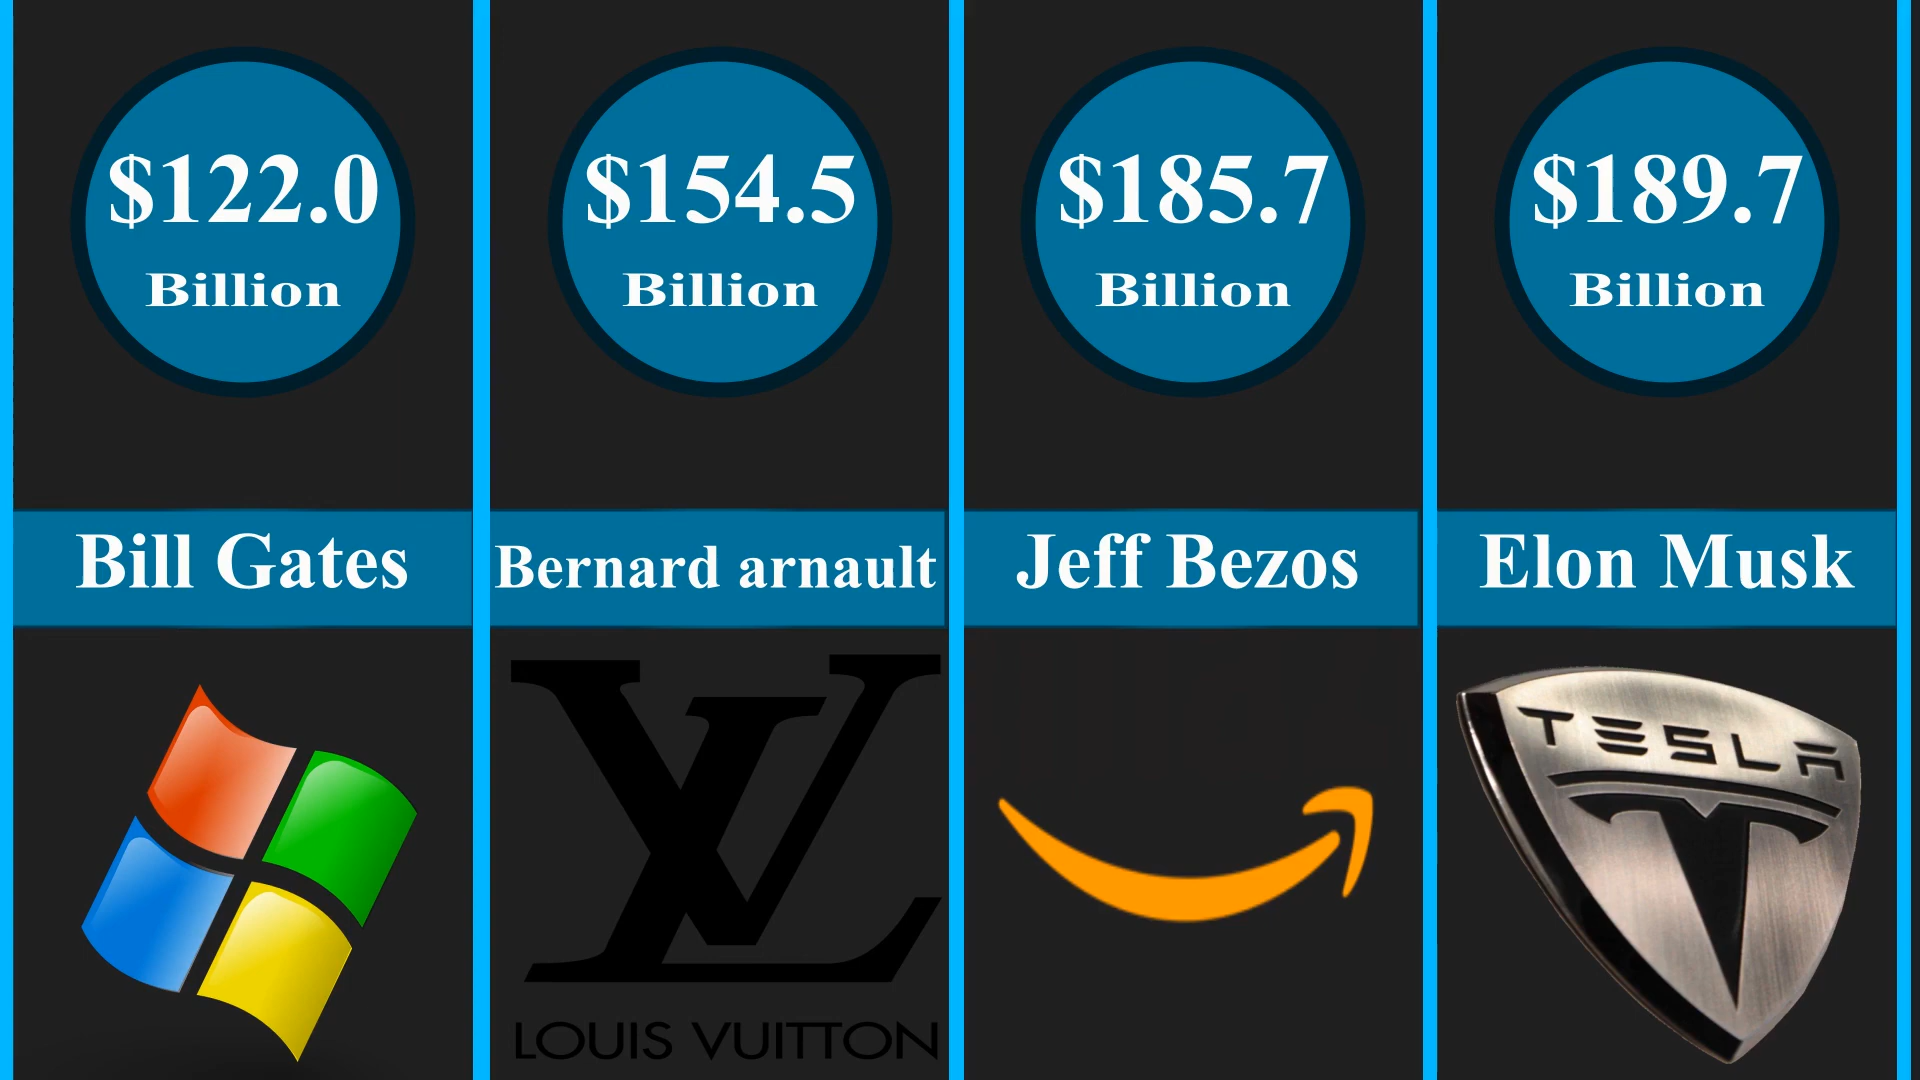 $122.0
Billion
Bill Gates
$154.5
Billion
Bernard arnault
LOUIS VUITTON
$185.7
Billion
Jeff Bezos
$189.7
Billion
Elon Musk
TESLA